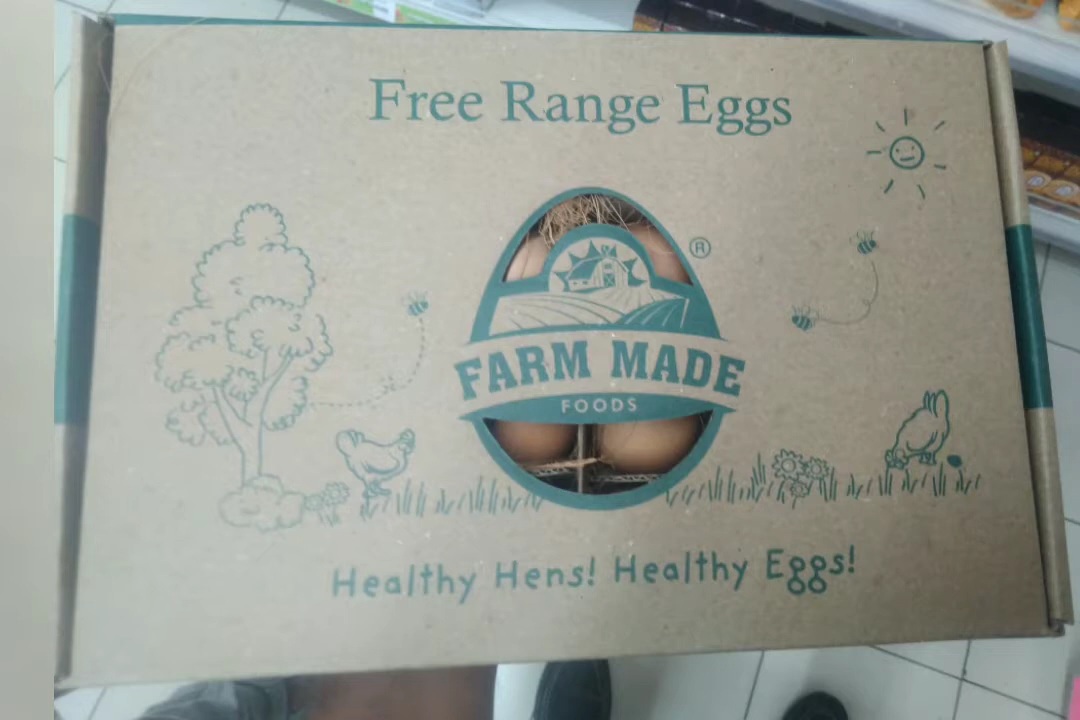 Free Range Eggs
®
FARM MADE
FOODS
Healthy Hens! Healthy Eggs!